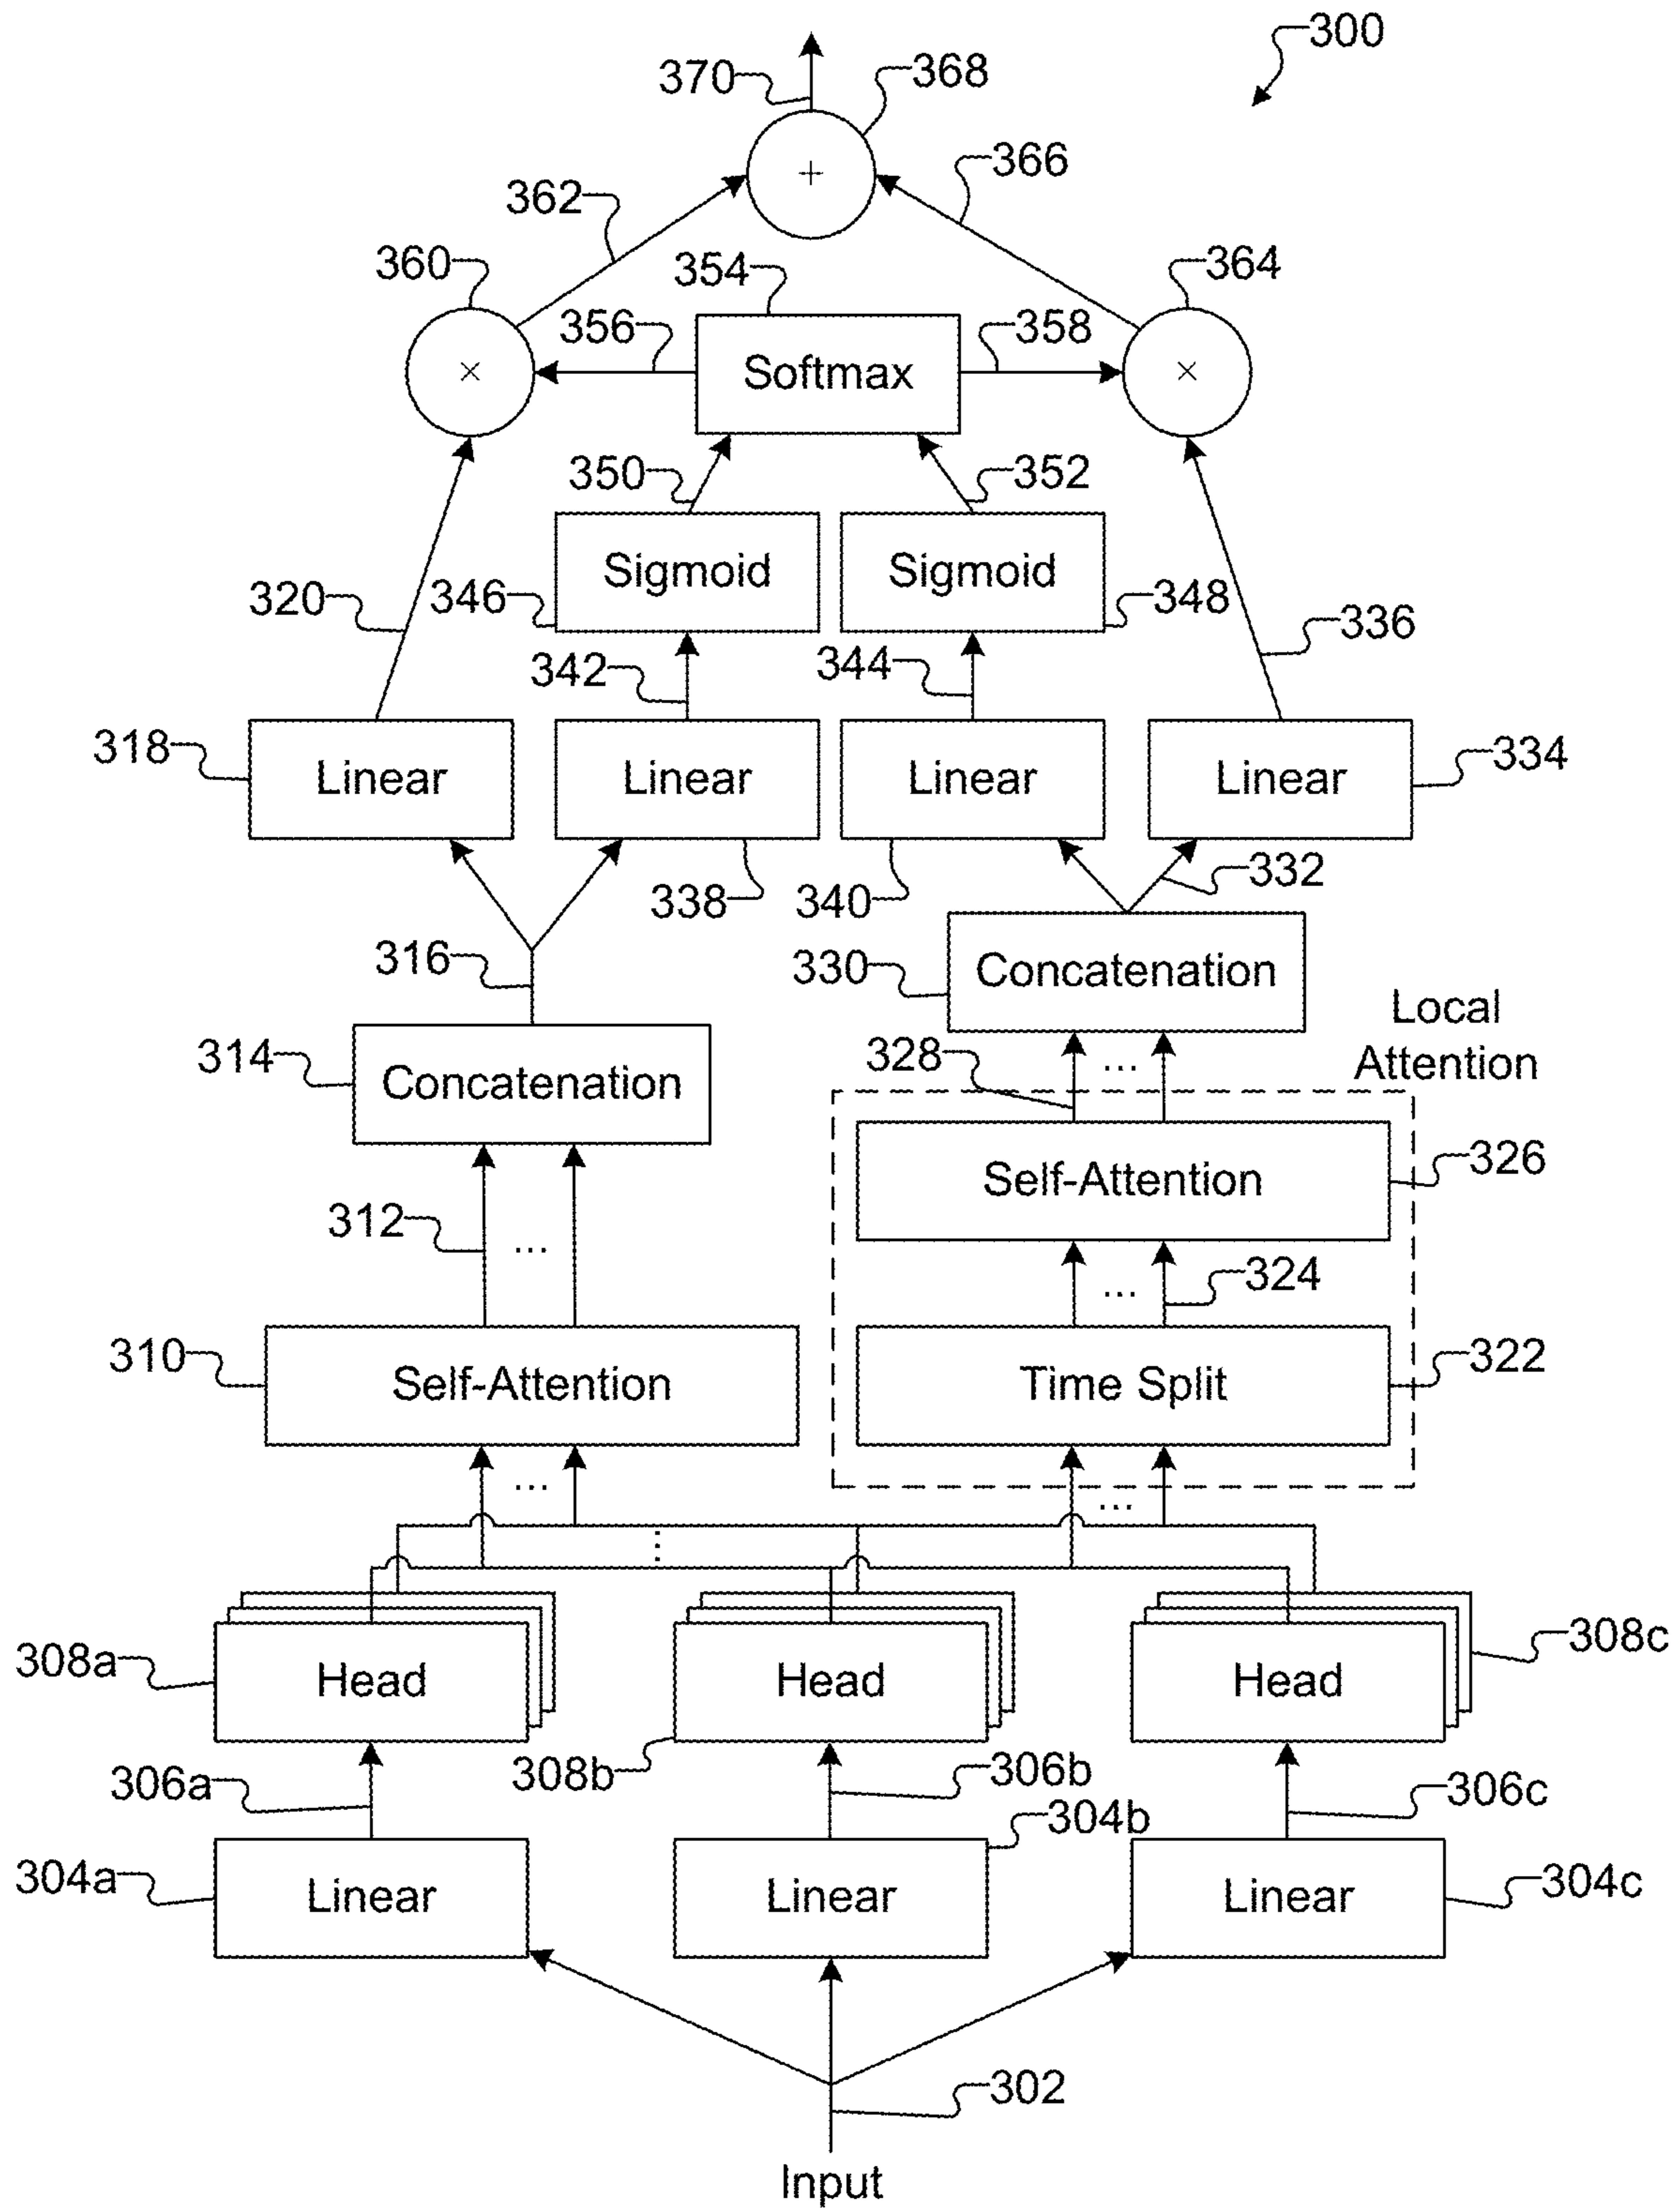 300
370
368
366
362
360
354
364
356
358
Softmax
×
×
+
350
352
Sigmoid
Sigmoid
320
346
348
336
342
344
318
Linear
Linear
Linear
Linear
334
338
340
332
316
330
Concatenation
Local
Attention
314
Concatenation
328
...
Self-Attention
326
312
...
324
...
310
Self-Attention
Time Split
322
...
...
...
308a
Head
Head
Head
308c
308b
306a
306b
306c
304b
304a
Linear
Linear
Linear
304c
302
Input